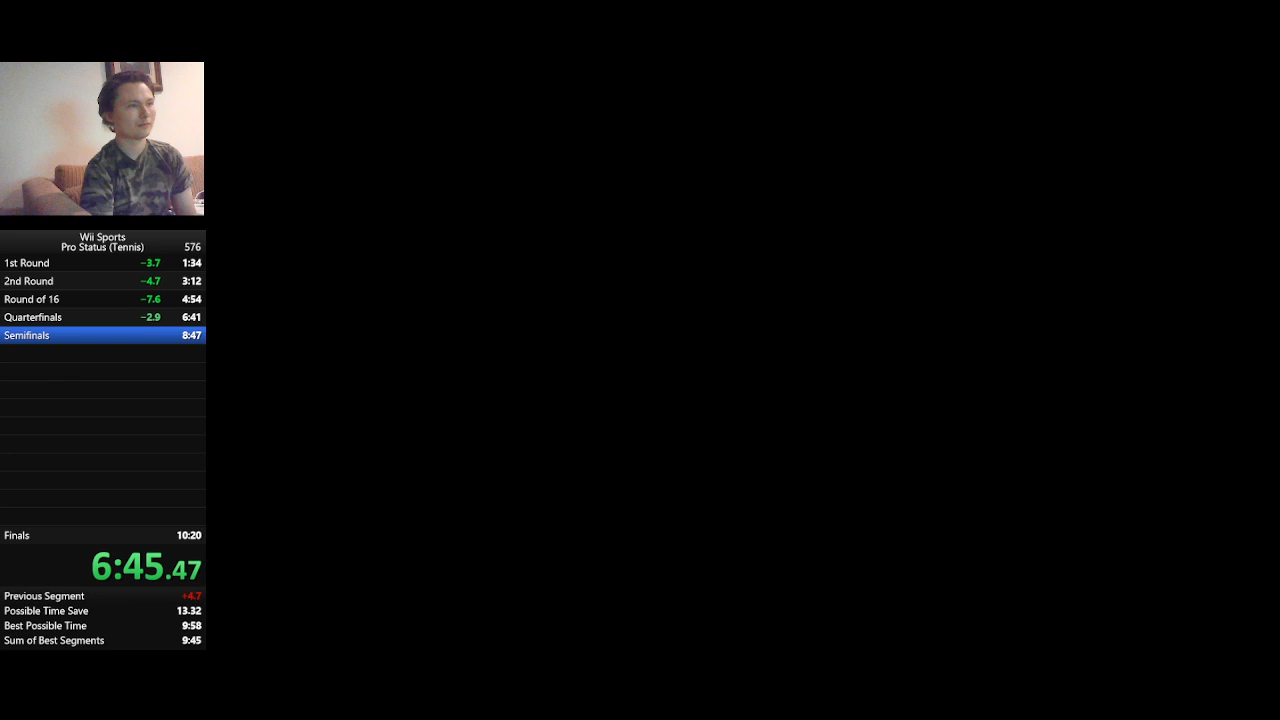 Wii Sports
Pro Status (Tennis) 576
1st Round −3.7 1:34
2nd Round −4.7 3:12
Round of 16 −7.6 4:54
Quarterfinals −2.9 6:41
Semifinals 8:47
Finals 10:20
6:45.47
Previous Segment +4.7
Possible Time Save 13.32
Best Possible Time 9:58
Sum of Best Segments 9:45